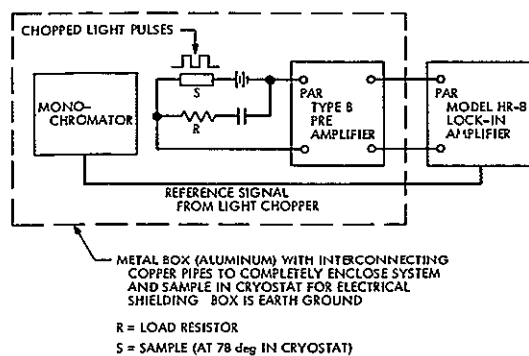 CHOPPED LIGHT PULSES
S
R
MONO-
CHROMATOR
PAR
TYPE B
PRE
AMPLIFIER
PAR
MODEL HR-8
LOCK-IN
AMPLIFIER
REFERENCE SIGNAL
FROM LIGHT CHOPPER
METAL BOX (ALUMINUM) WITH INTERCONNECTING
COPPER PIPES TO COMPLETELY ENCLOSE SYSTEM
AND SAMPLE IN CRYOSTAT FOR ELECTRICAL
SHIELDING BOX IS EARTH GROUND
R = LOAD RESISTOR
S = SAMPLE (AT 78 deg IN CRYOSTAT)